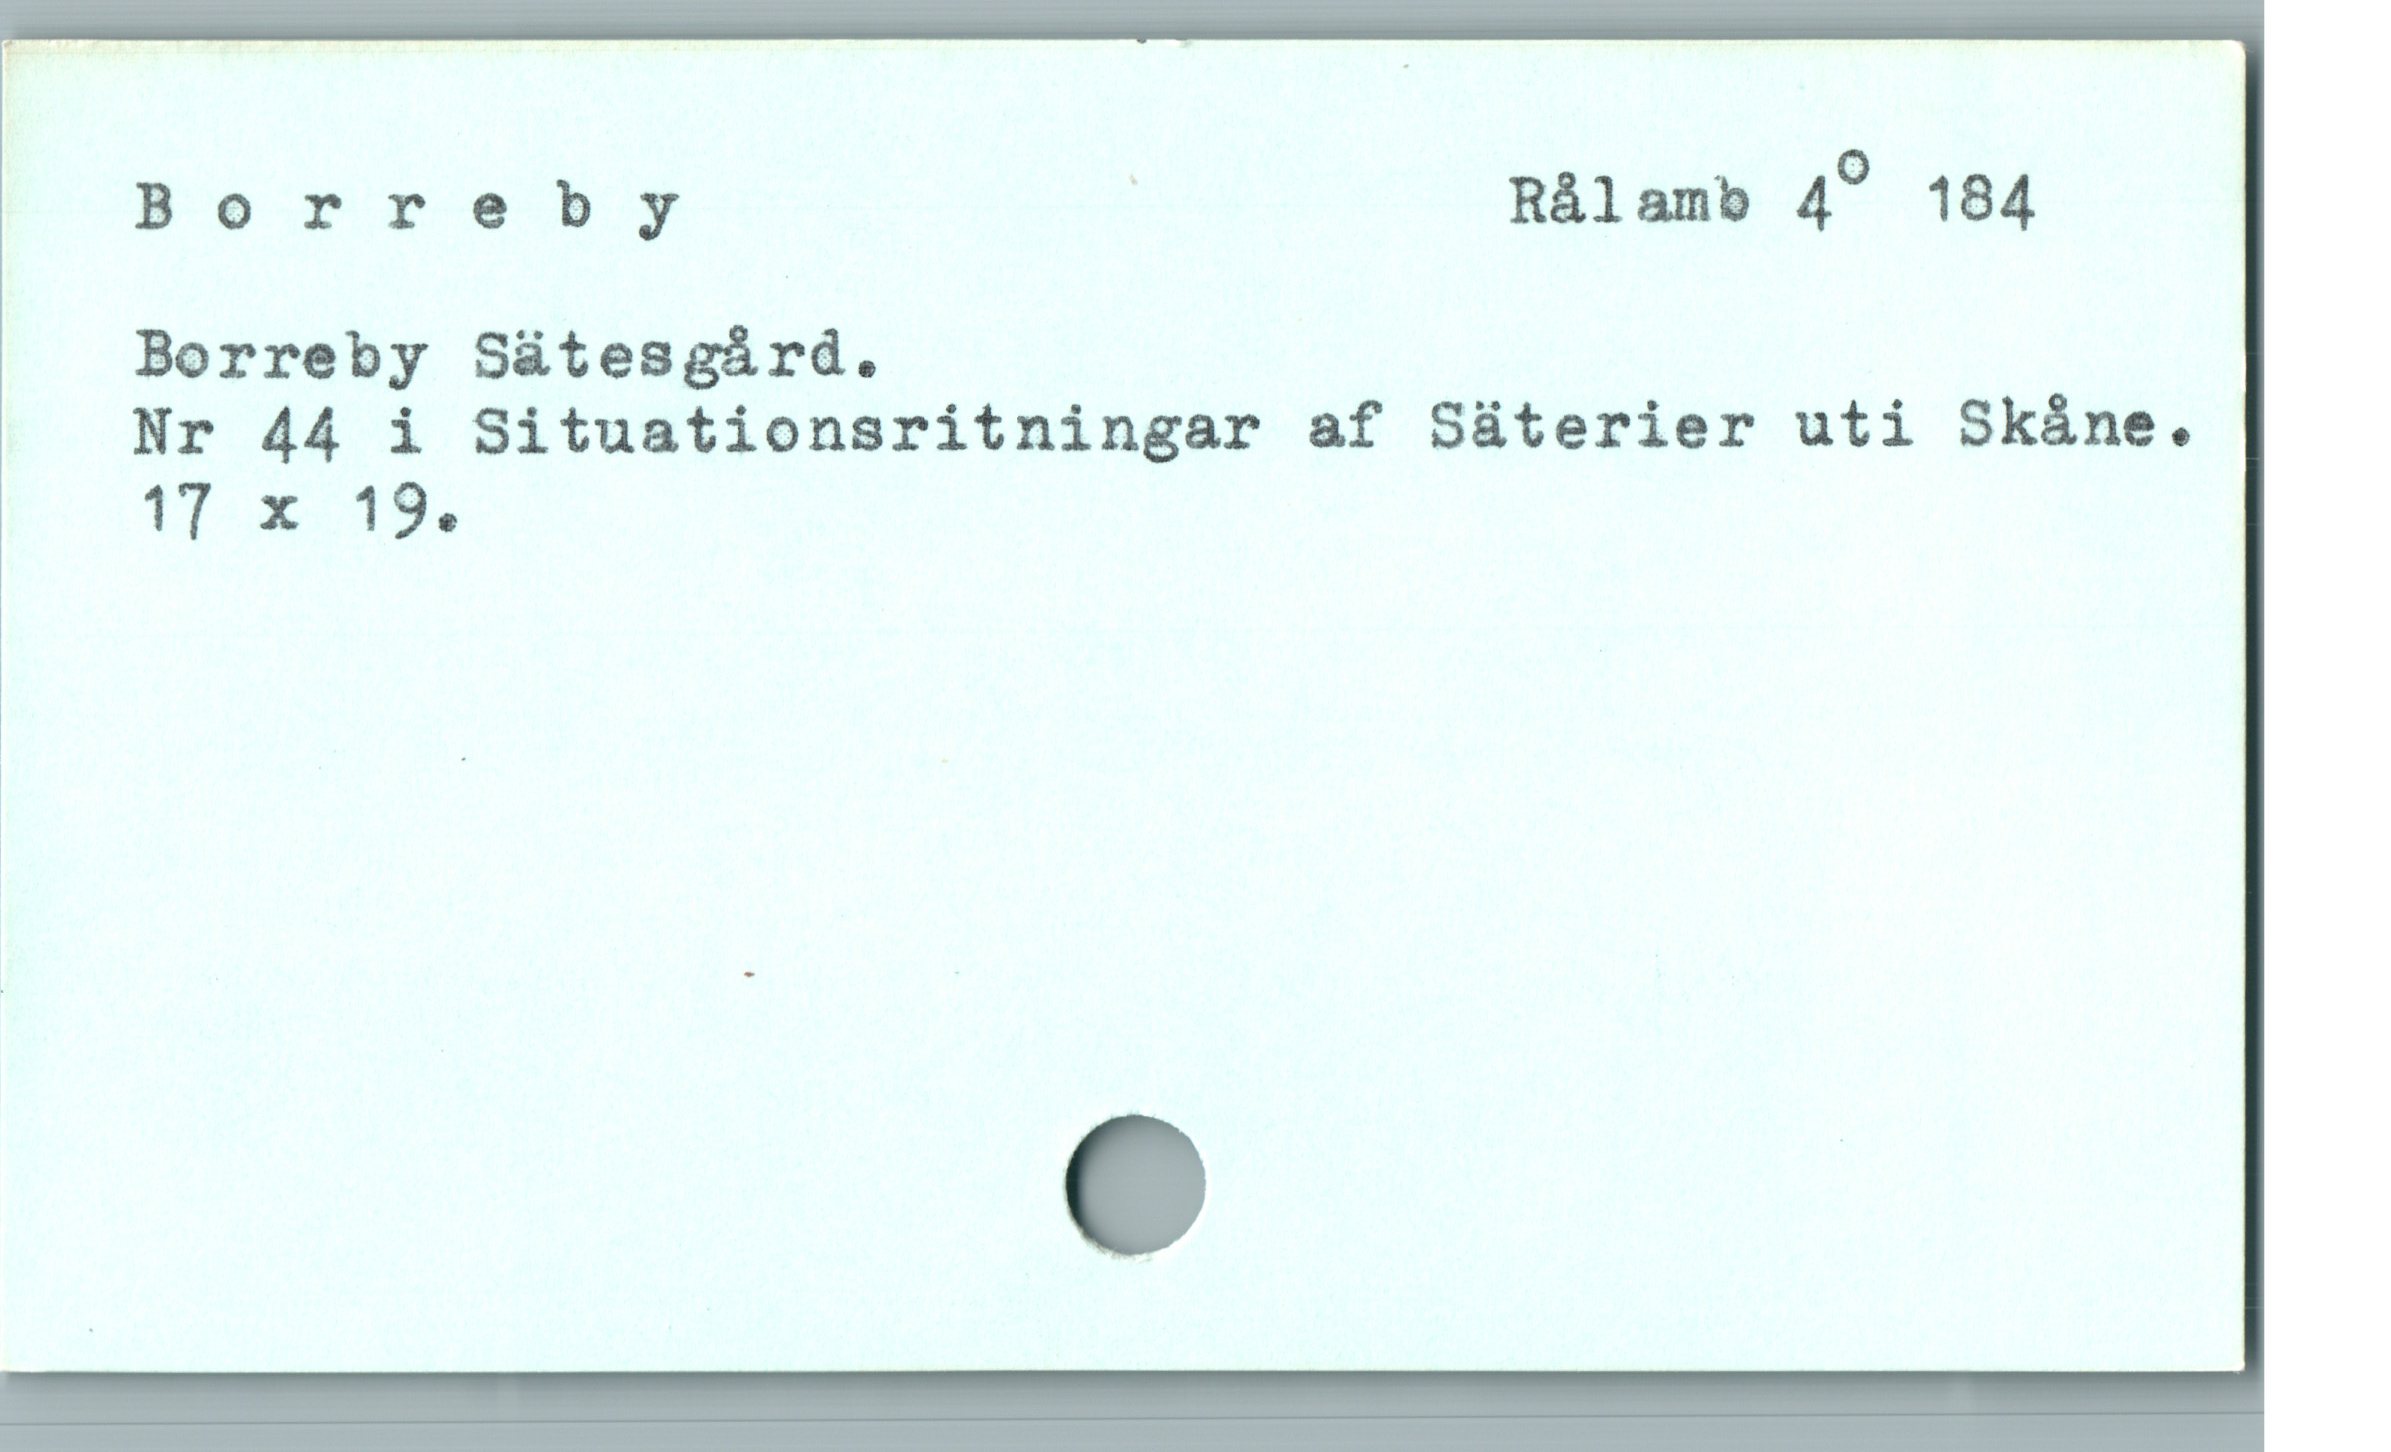 B o r r e b y Rålamb 4° 184
Borreby Sätesgård.
Nr 44 i Situationsritningar af Säterier uti Skåne.
17 x 19.